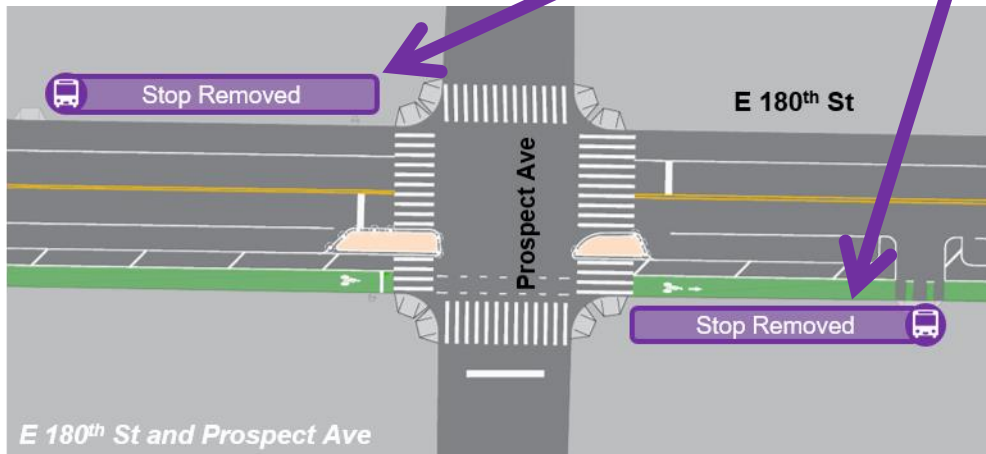 Stop Removed
E 180th St
Prospect Ave
Stop Removed
E 180th St and Prospect Ave